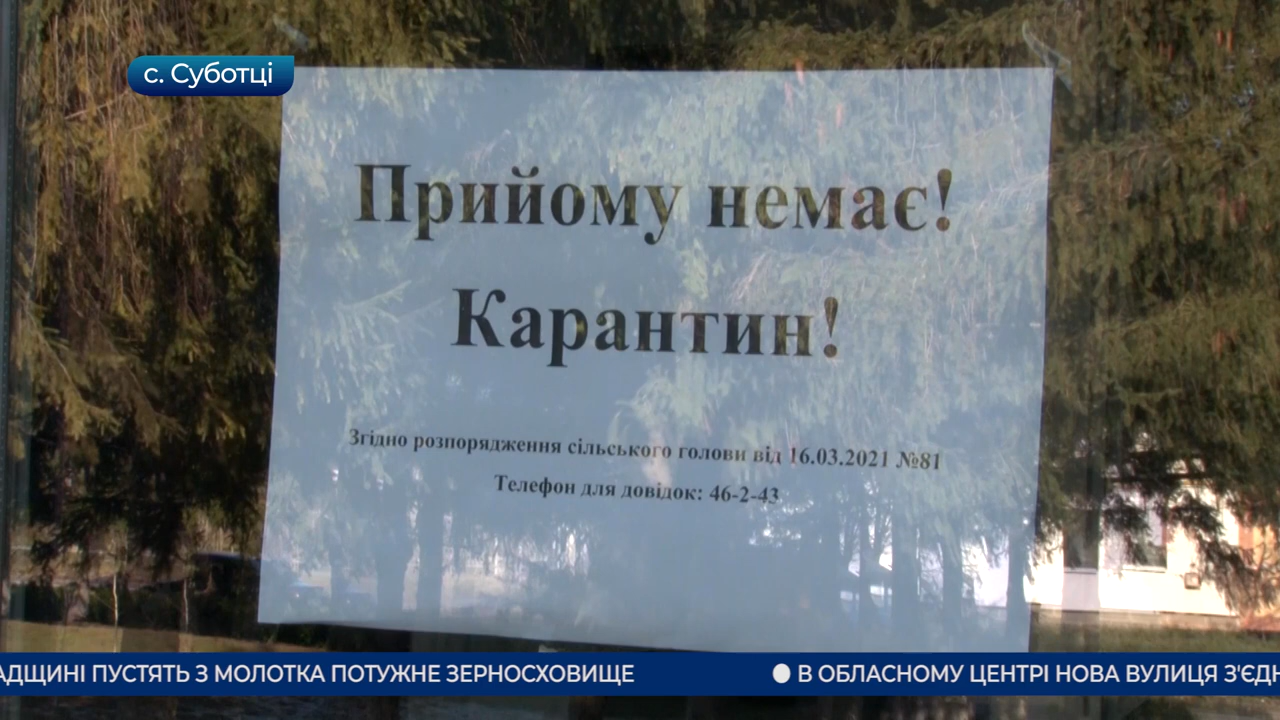 с. Суботці
Прийому немає!
Карантин!
Згідно розпорядження сільського голови від 16.03.2021 №81
Телефон для довідок: 46-2-43
АДЩИНІ ПУСТЯТЬ З МОЛОТКА ПОТУЖНЕ ЗЕРНОСХОВИЩЕ
В ОБЛАСНОМУ ЦЕНТРІ НОВА ВУЛИЦЯ З'ЄДН